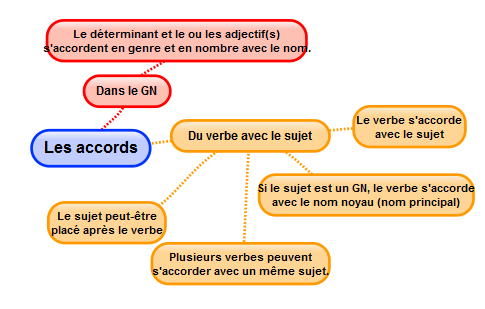 Le déterminant et le ou les adjectif(s)
s'accordent en genre et en nombre avec le nom.
Dans le GN
Les accords
Du verbe avec le sujet
Le verbe s'accorde
avec le sujet
Si le sujet est un GN, le verbe s'accorde
avec le nom noyau (nom principal)
Le sujet peut-être
placé après le verbe
Plusieurs verbes peuvent
s'accorder avec un même sujet.